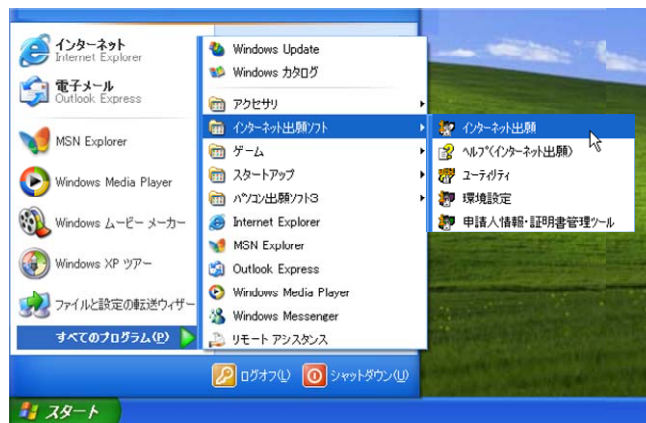 インターネット
Internet Explorer
電子メール
Outlook Express
MSN Explorer
Windows Media Player
Windows ムービー メーカー
Windows XP ツアー
ファイルと設定の転送ウィザー
すべてのプログラム(P)
Windows Update
Windows カタログ
アクセサリ
インターネット出願ソフト
ゲーム
スタートアップ
パソコン出願ソフト3
Internet Explorer
MSN Explorer
Outlook Express
Windows Media Player
Windows Messenger
リモート アシスタンス
インターネット出願
ヘルプ(インターネット出願)
ユーティリティ
環境設定
申請人情報・証明書管理ツール
ログオフ(L)
シャットダウン(U)
スタート